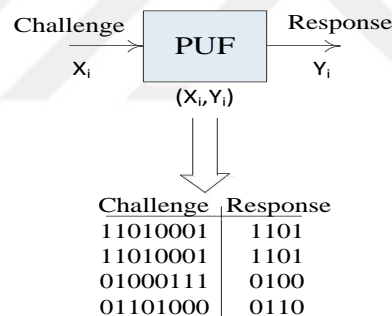 Challenge PUF Response
Xi Yi
(Xi,Yi)
Challenge Response
11010001 1101
11010001 1101
01000111 0100
01101000 0110